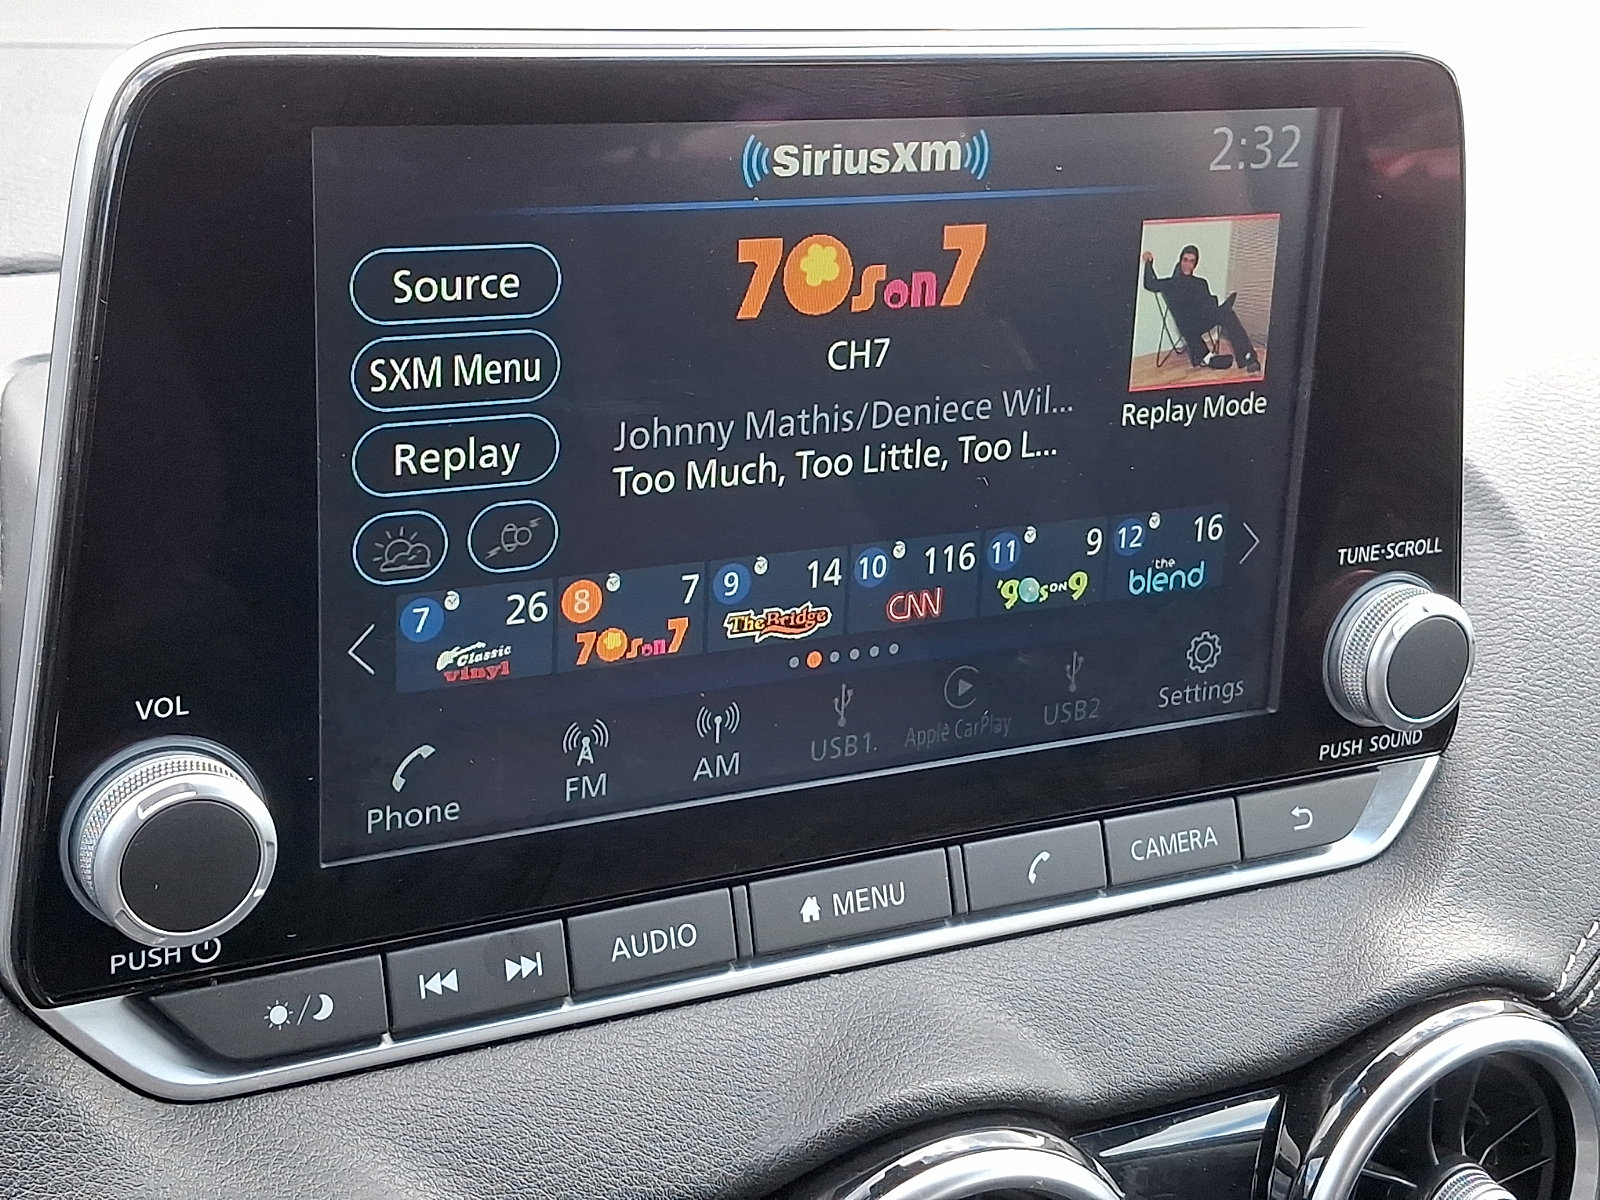 SiriusXm
2:32
Source
SXM Menu
Replay
70s on 7
CH7
Johnny Mathis/Deniece Wil...
Too Much, Too Little, Too L...
Replay Mode
7 26
Classic
vinyl
8 7
70s on 7
9 14
The Bridge
10 116
CNN
11 9
'90s ON 9
12 16
the
blend
Phone
FM
AM
USB1
Apple CarPlay
USB2
Settings
VOL
PUSH
TUNE·SCROLL
PUSH SOUND
AUDIO
MENU
CAMERA